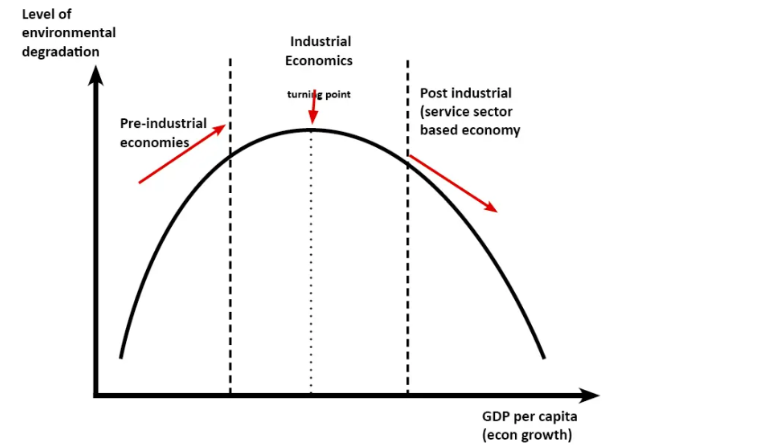 Level of
environmental
degradation
Industrial
Economics
turning point
Pre-industrial
economies
Post industrial
(service sector
based economy
GDP per capita
(econ growth)